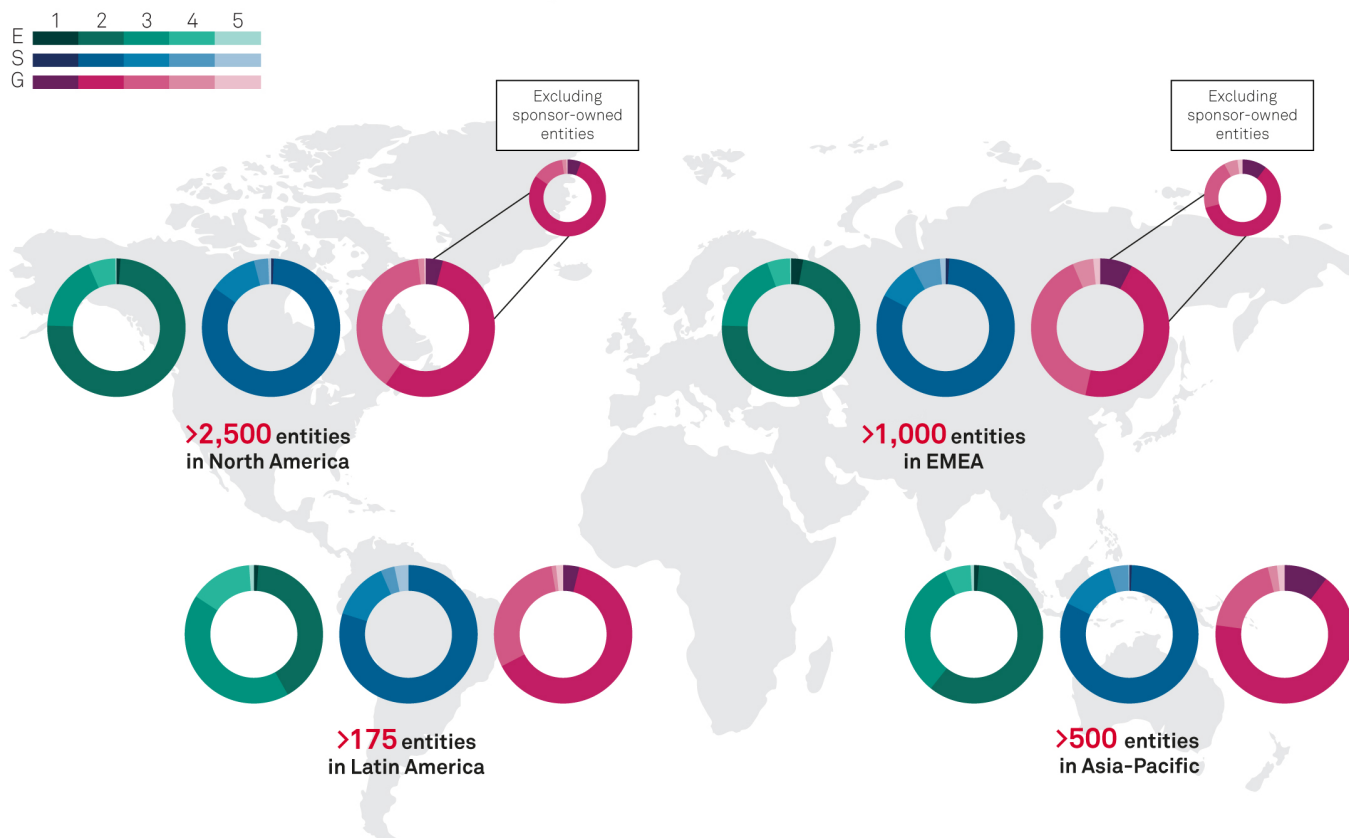 1 2 3 4 5
E
S
G
Excluding
sponsor-owned
entities
Excluding
sponsor-owned
entities
>2,500 entities
in North America
>1,000 entities
in EMEA
>175 entities
in Latin America
>500 entities
in Asia-Pacific